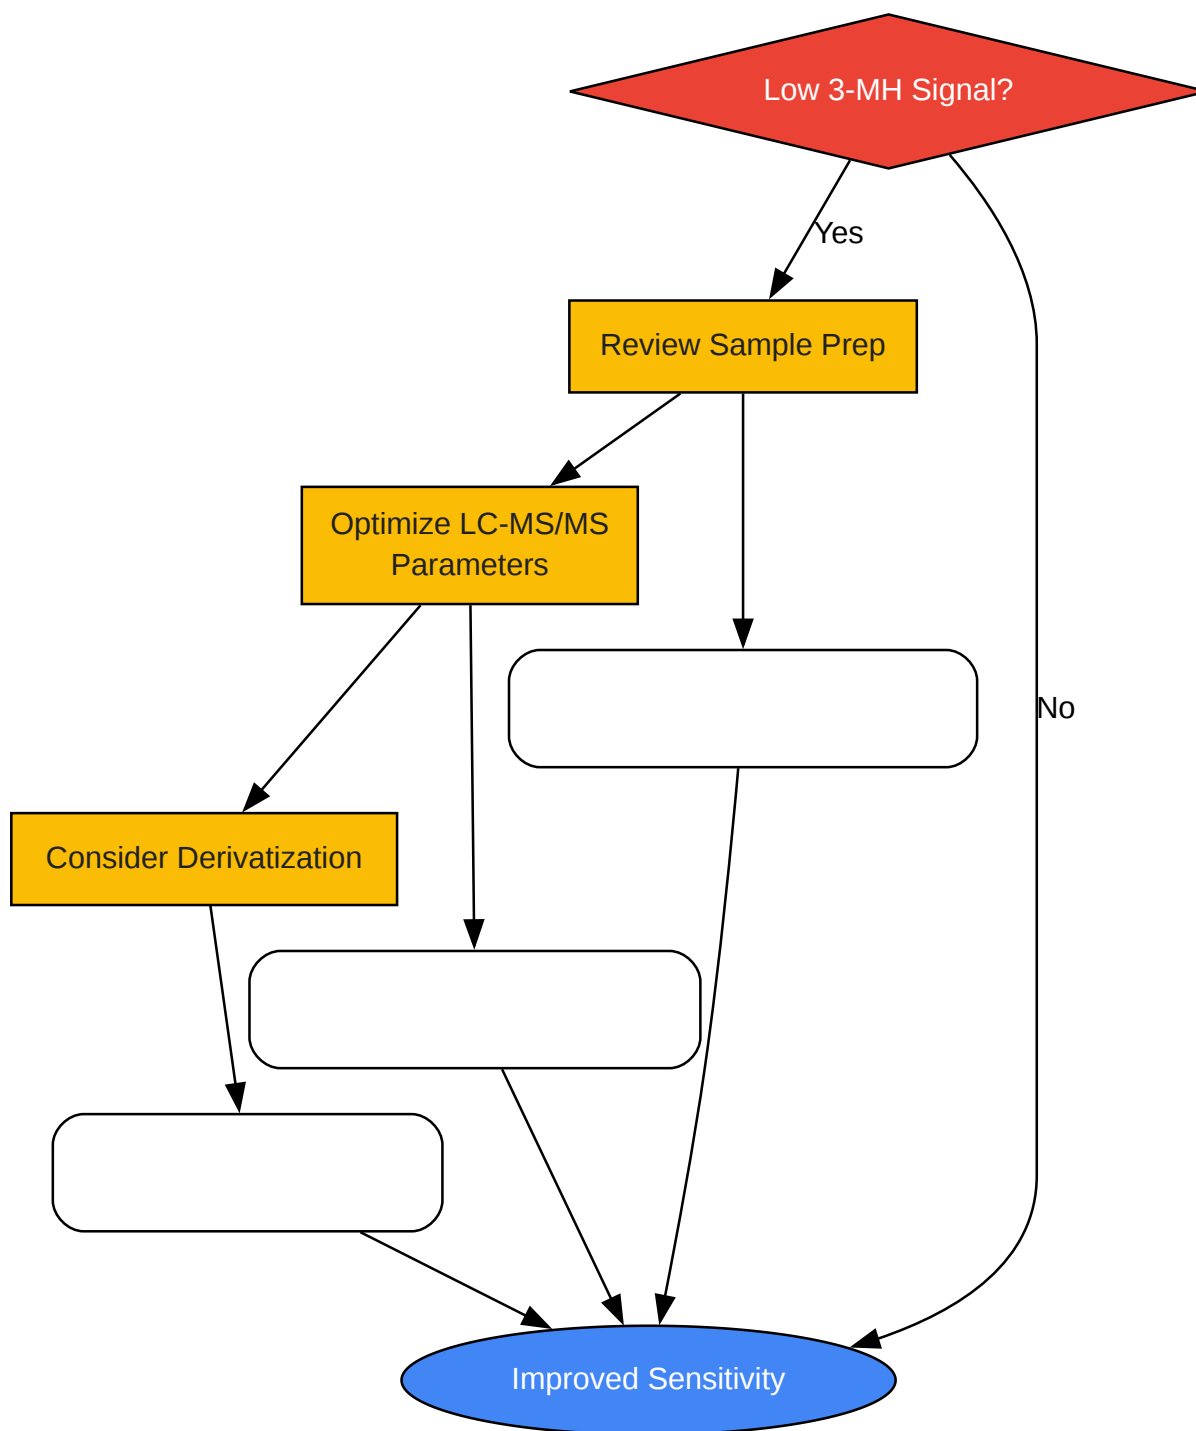 Low 3-MH Signal?
Yes
Review Sample Prep
Optimize LC-MS/MS
Parameters
No
Consider Derivatization
Improved Sensitivity